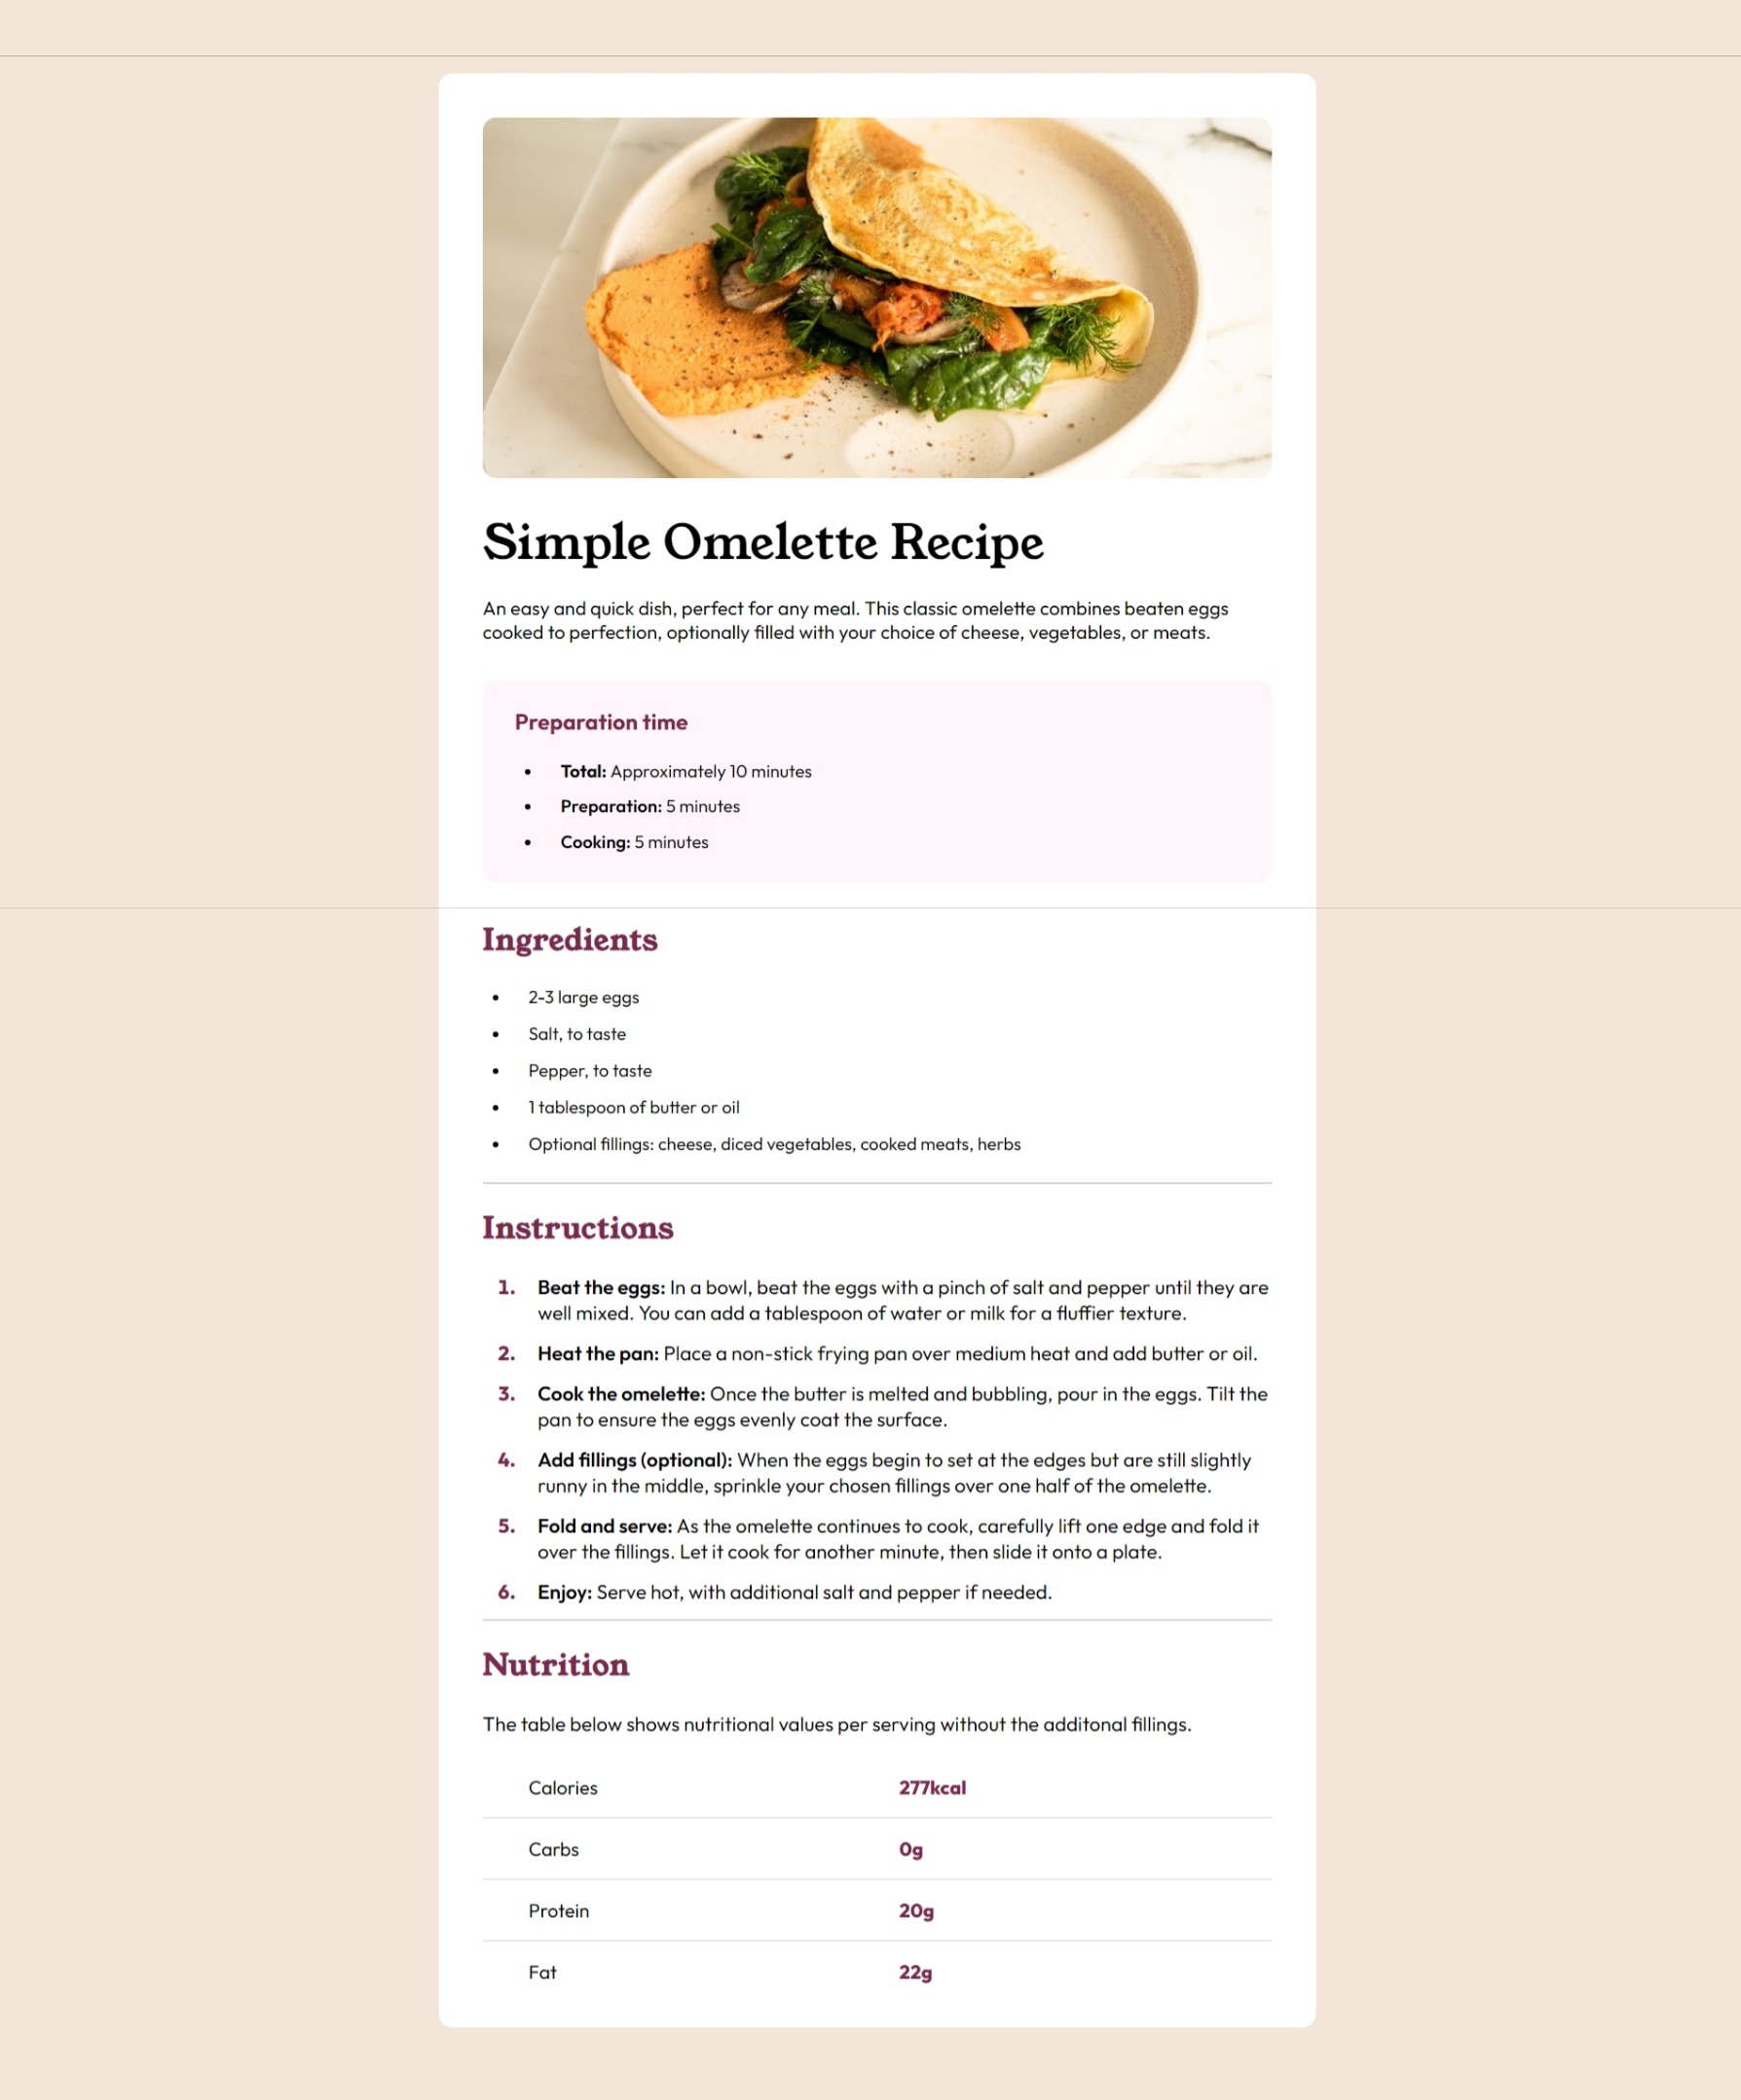 Simple Omelette Recipe
An easy and quick dish, perfect for any meal. This classic omelette combines beaten eggs
cooked to perfection, optionally filled with your choice of cheese, vegetables, or meats.
Preparation time
• Total: Approximately 10 minutes
• Preparation: 5 minutes
• Cooking: 5 minutes
Ingredients
• 2-3 large eggs
• Salt, to taste
• Pepper, to taste
• 1 tablespoon of butter or oil
• Optional fillings: cheese, diced vegetables, cooked meats, herbs
Instructions
1. Beat the eggs: In a bowl, beat the eggs with a pinch of salt and pepper until they are
well mixed. You can add a tablespoon of water or milk for a fluffier texture.
2. Heat the pan: Place a non-stick frying pan over medium heat and add butter or oil.
3. Cook the omelette: Once the butter is melted and bubbling, pour in the eggs. Tilt the
pan to ensure the eggs evenly coat the surface.
4. Add fillings (optional): When the eggs begin to set at the edges but are still slightly
runny in the middle, sprinkle your chosen fillings over one half of the omelette.
5. Fold and serve: As the omelette continues to cook, carefully lift one edge and fold it
over the fillings. Let it cook for another minute, then slide it onto a plate.
6. Enjoy: Serve hot, with additional salt and pepper if needed.
Nutrition
The table below shows nutritional values per serving without the additonal fillings.
Calories 277kcal
Carbs 0g
Protein 20g
Fat 22g